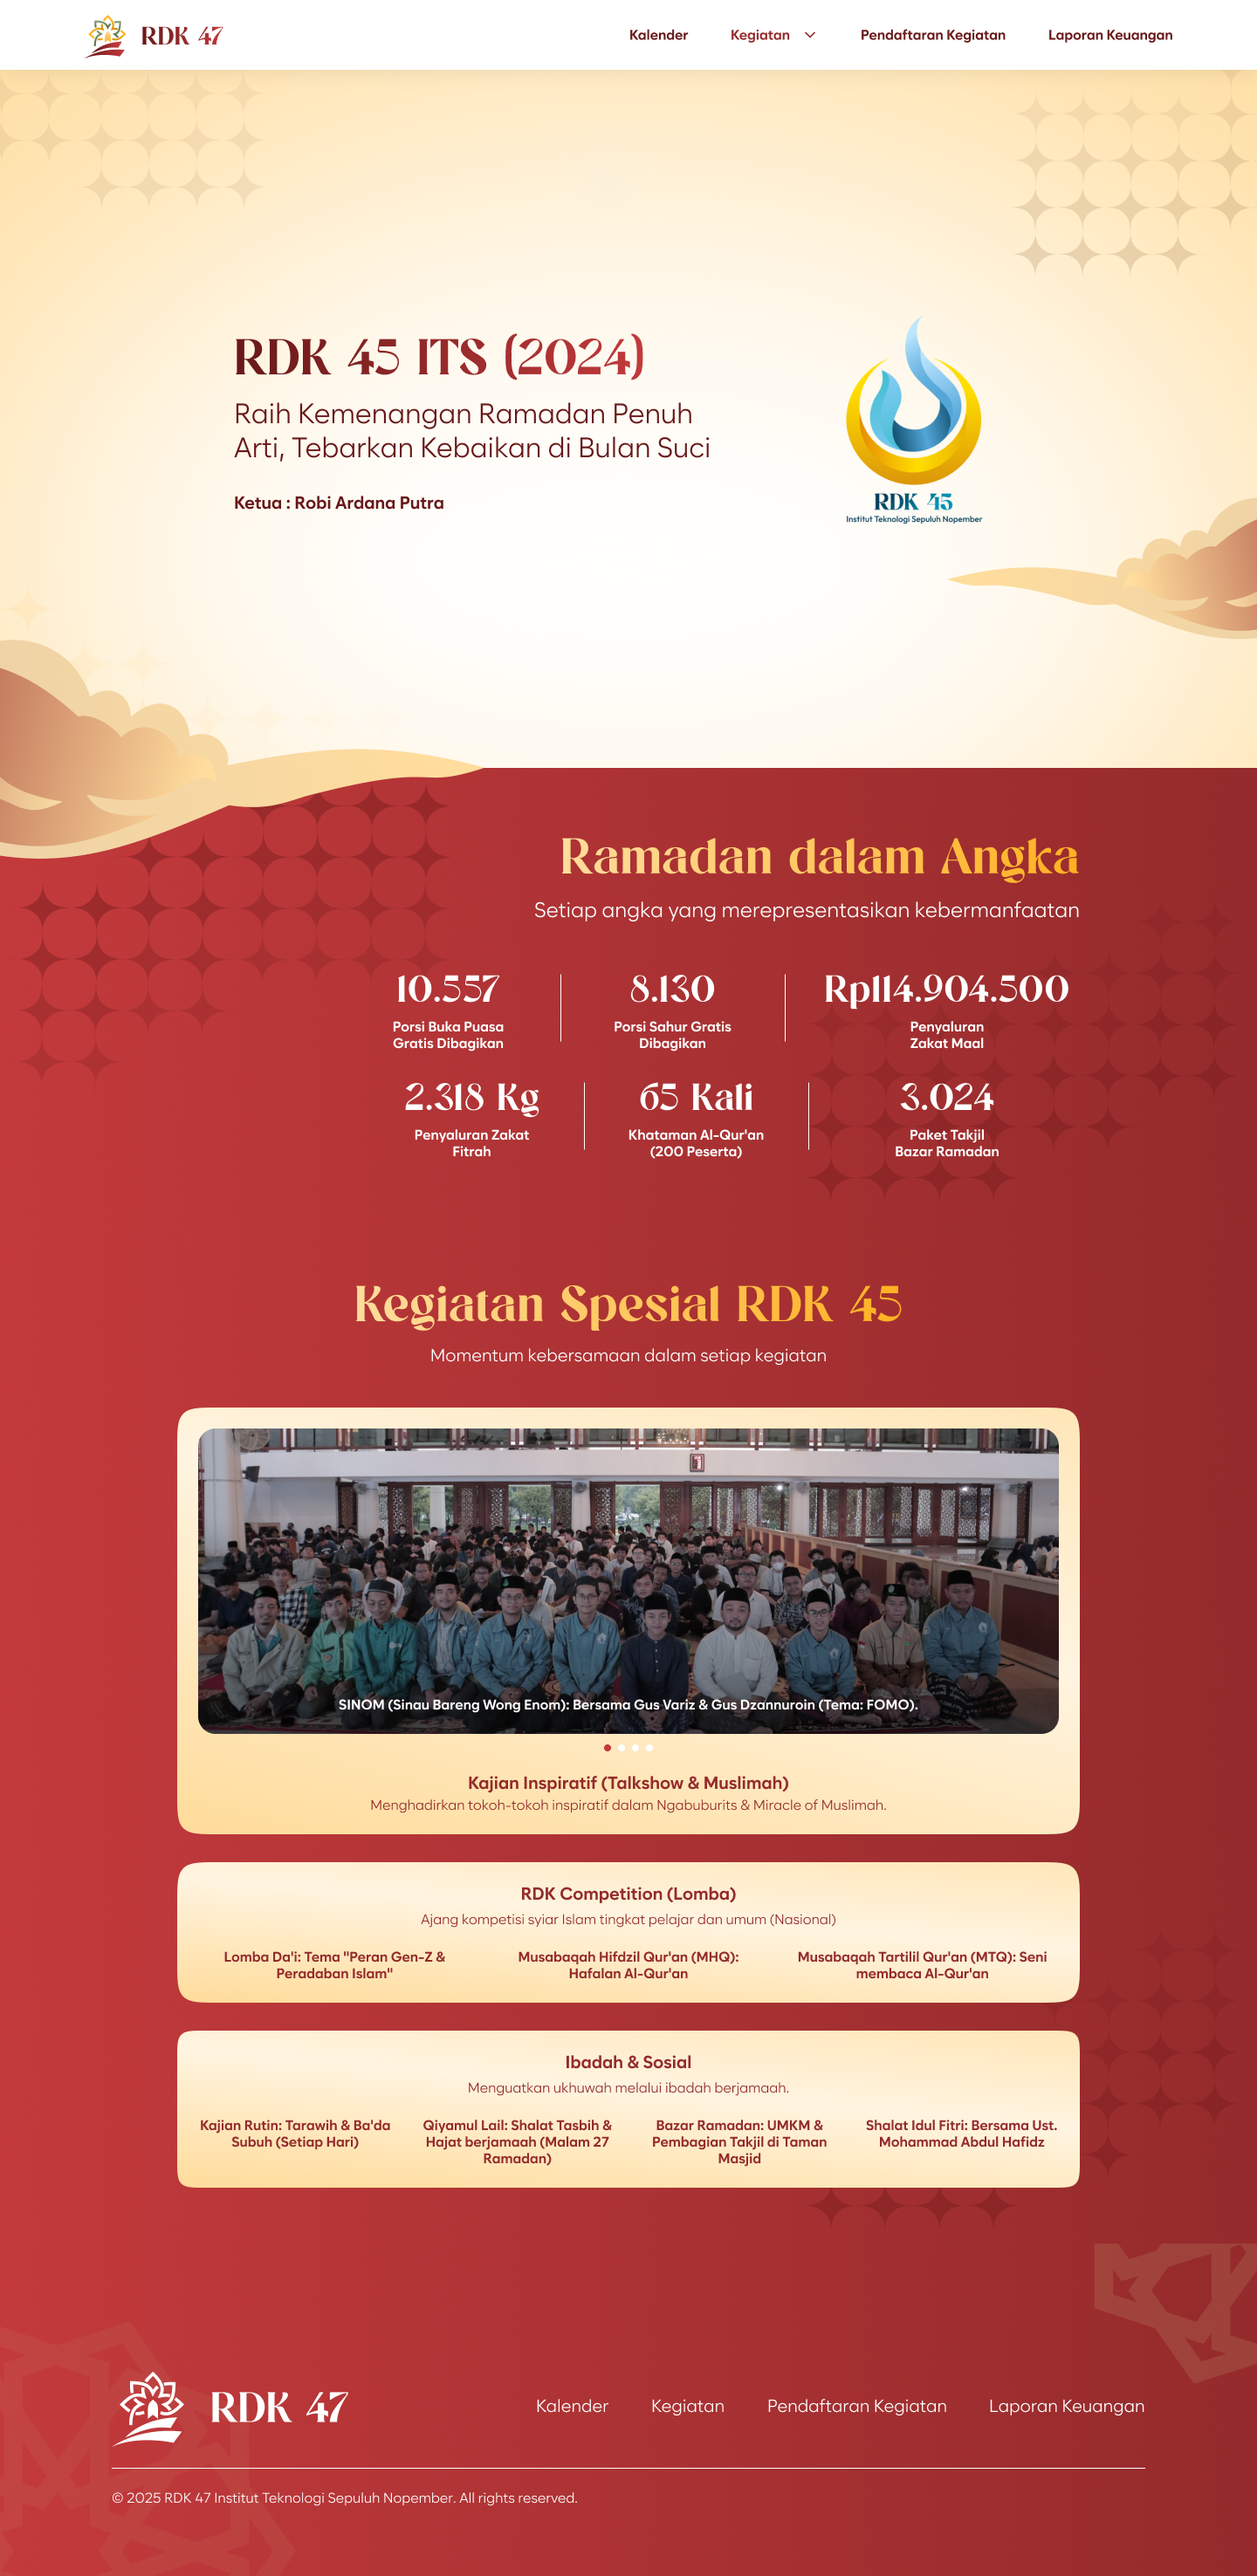 RDK 47
Kalender
Kegiatan
Pendaftaran Kegiatan
Laporan Keuangan
RDK 45 ITS (2024)
Raih Kemenangan Ramadan Penuh
Arti, Tebarkan Kebaikan di Bulan Suci
Ketua : Robi Ardana Putra
RDK 45
Institut Teknologi Sepuluh Nopember
Ramadan dalam Angka
Setiap angka yang merepresentasikan kebermanfaatan
10.557
Porsi Buka Puasa
Gratis Dibagikan
8.130
Porsi Sahur Gratis
Dibagikan
Rp114.904.500
Penyaluran
Zakat Maal
2.318 Kg
Penyaluran Zakat
Fitrah
65 Kali
Khataman Al-Qur'an
(200 Peserta)
3.024
Paket Takjil
Bazar Ramadan
Kegiatan Spesial RDK 45
Momentum kebersamaan dalam setiap kegiatan
SINOM (Sinau Bareng Wong Enom): Bersama Gus Variz & Gus Dzannuroin (Tema: FOMO).
Kajian Inspiratif (Talkshow & Muslimah)
Menghadirkan tokoh-tokoh inspiratif dalam Ngabuburits & Miracle of Muslimah.
RDK Competition (Lomba)
Ajang kompetisi syiar Islam tingkat pelajar dan umum (Nasional)
Lomba Da'i: Tema "Peran Gen-Z &
Peradaban Islam"
Musabaqah Hifdzil Qur'an (MHQ):
Hafalan Al-Qur'an
Musabaqah Tartilil Qur'an (MTQ): Seni
membaca Al-Qur'an
Ibadah & Sosial
Menguatkan ukhuwah melalui ibadah berjamaah.
Kajian Rutin: Tarawih & Ba'da
Subuh (Setiap Hari)
Qiyamul Lail: Shalat Tasbih &
Hajat berjamaah (Malam 27
Ramadan)
Bazar Ramadan: UMKM &
Pembagian Takjil di Taman
Masjid
Shalat Idul Fitri: Bersama Ust.
Mohammad Abdul Hafidz
RDK 47
Kalender
Kegiatan
Pendaftaran Kegiatan
Laporan Keuangan
© 2025 RDK 47 Institut Teknologi Sepuluh Nopember. All rights reserved.